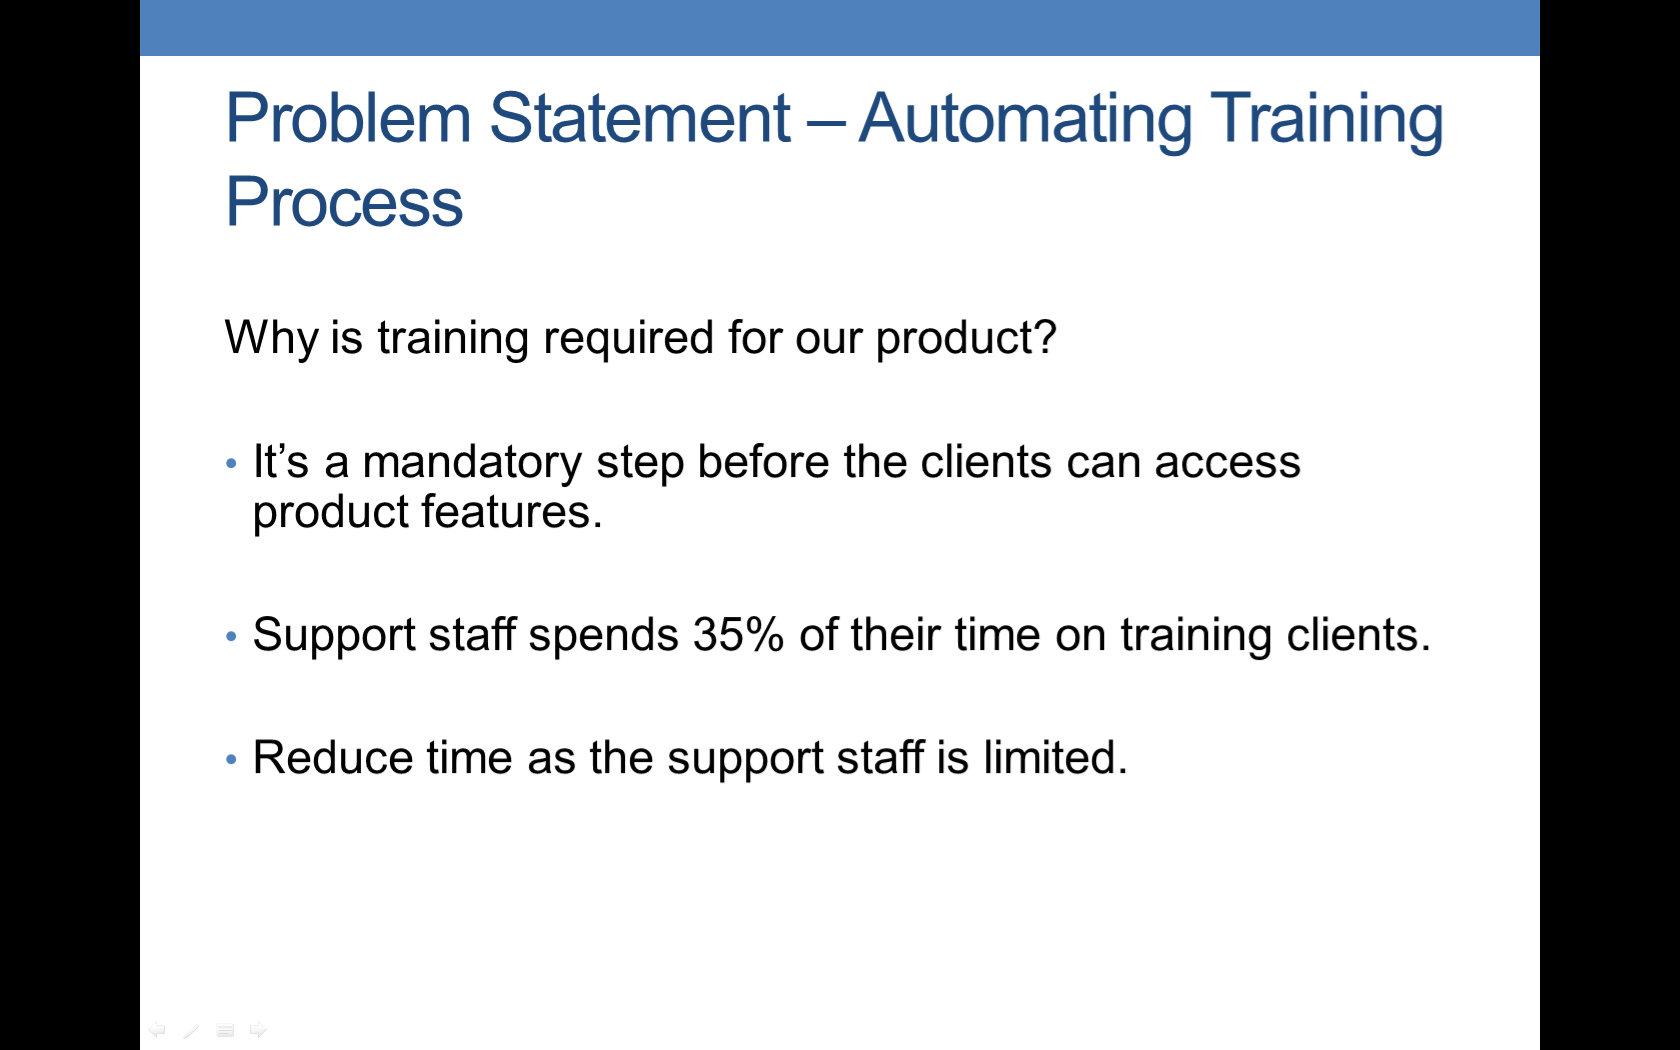 Problem Statement – Automating Training
Process
Why is training required for our product?
• It’s a mandatory step before the clients can access
product features.
• Support staff spends 35% of their time on training clients.
• Reduce time as the support staff is limited.